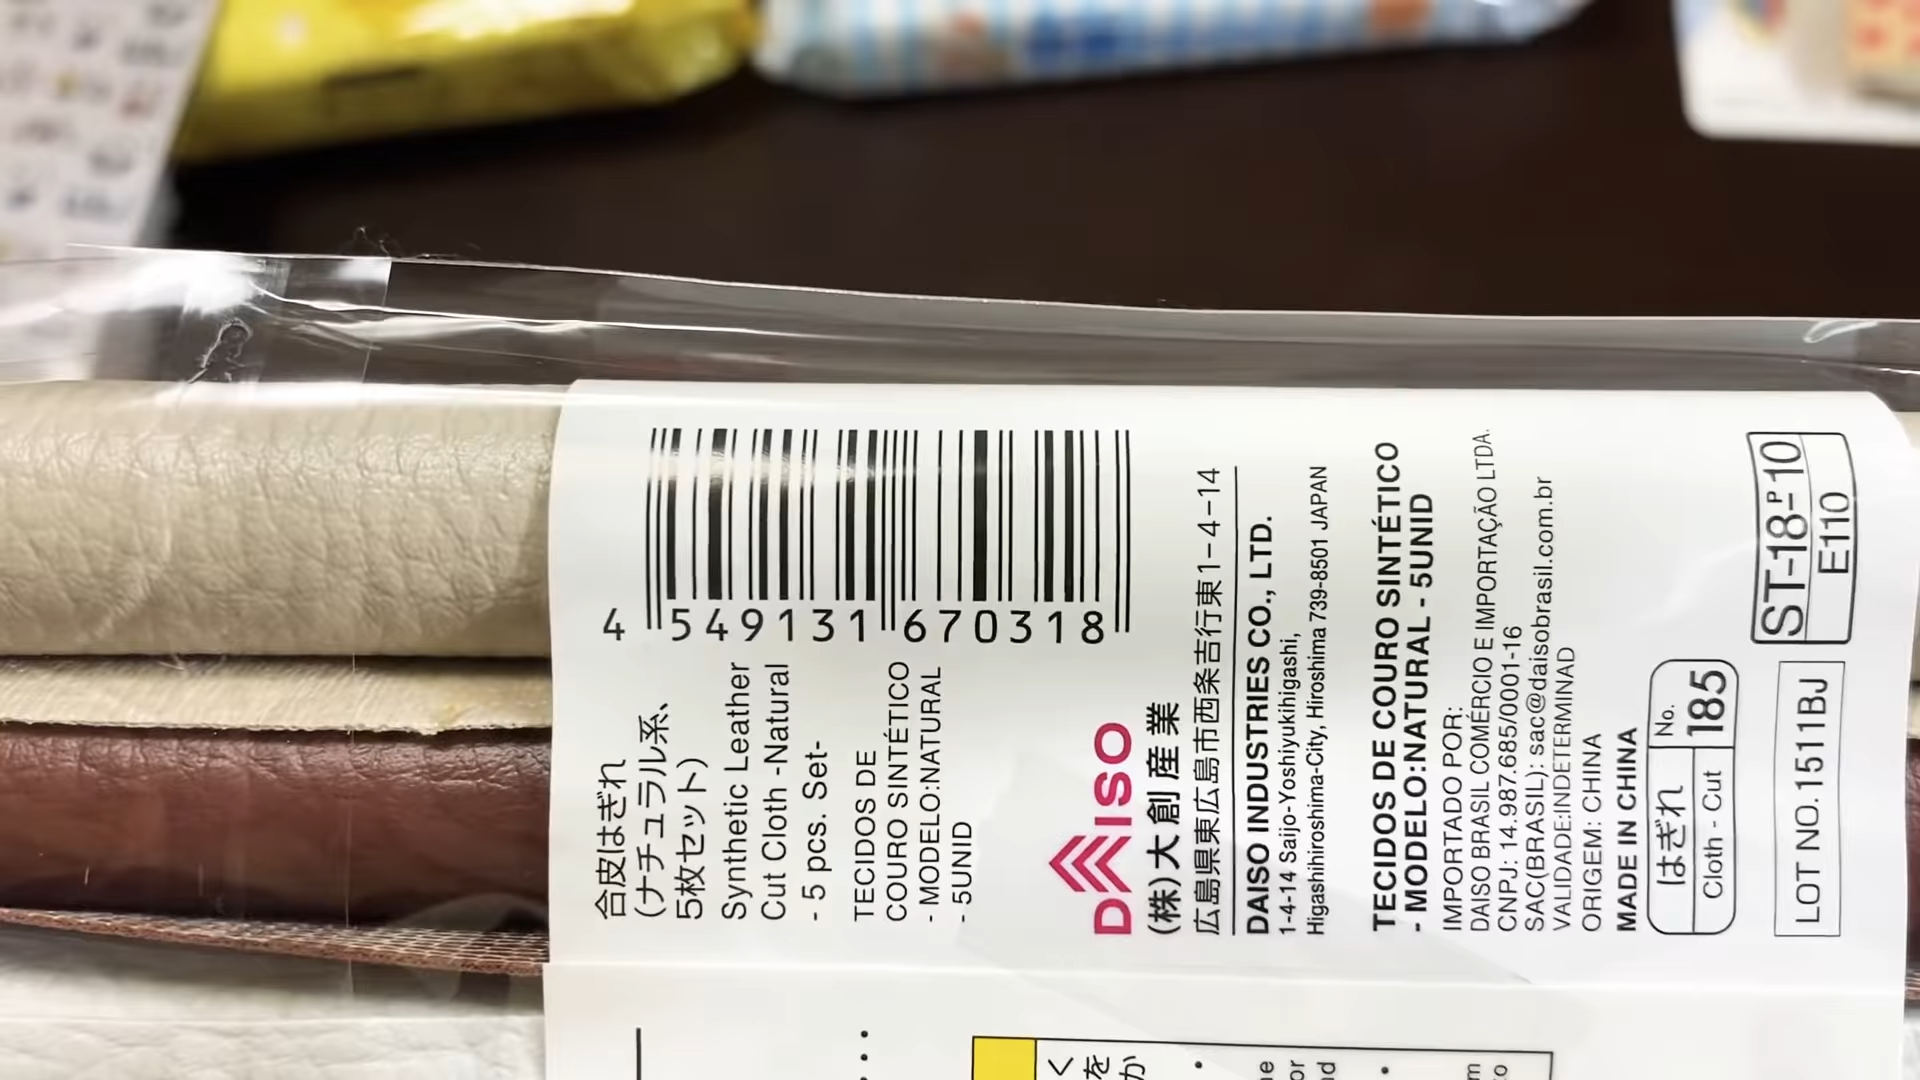 4 549131 670318
合皮はぎれ
(ナチュラル系、
5枚セット)
Synthetic Leather
Cut Cloth -Natural
- 5 pcs. Set-
TECIDOS DE
COURO SINTÉTICO
- MODELO:NATURAL
- 5UNID
DAISO
(株)大創産業
広島県東広島市西条吉行東1-4-14
DAISO INDUSTRIES CO., LTD.
1-4-14 Saijo-Yoshiyukihigashi,
Higashihiroshima-City, Hiroshima 739-8501 JAPAN
TECIDOS DE COURO SINTÉTICO
- MODELO:NATURAL - 5UNID
IMPORTADO POR:
DAISO BRASIL COMÉRCIO E IMPORTAÇÃO LTDA.
CNPJ: 14.987.685/0001-16
SAC(BRASIL): sac@daisobrasil.com.br
VALIDADE:INDETERMINAD
ORIGEM: CHINA
MADE IN CHINA
はぎれ No.
Cloth - Cut 185
ST-18-P10
E110
LOT NO.1511BJ